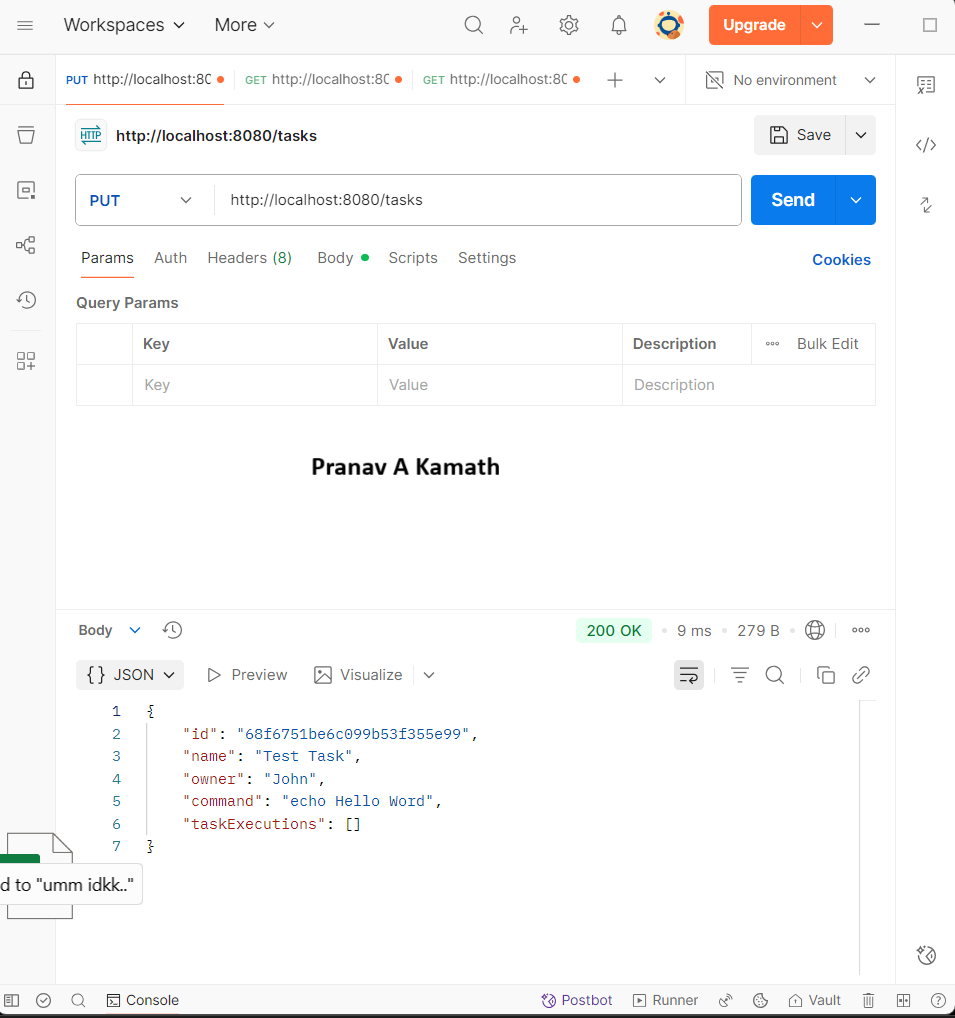 Workspaces More Upgrade
PUT http://localhost:80 GET http://localhost:80 GET http://localhost:80 No environment
HTTP http://localhost:8080/tasks Save
PUT http://localhost:8080/tasks Send
Params Auth Headers (8) Body Scripts Settings Cookies
Query Params
Key Value Description Bulk Edit
Key Value Description
Pranav A Kamath
Body 200 OK 9 ms 279 B
{} JSON Preview Visualize
1 {
2 "id": "68f6751be6c099b53f355e99",
3 "name": "Test Task",
4 "owner": "John",
5 "command": "echo Hello Word",
6 "taskExecutions": []
7 }
d to "umm idkk.."
Console Postbot Runner Vault